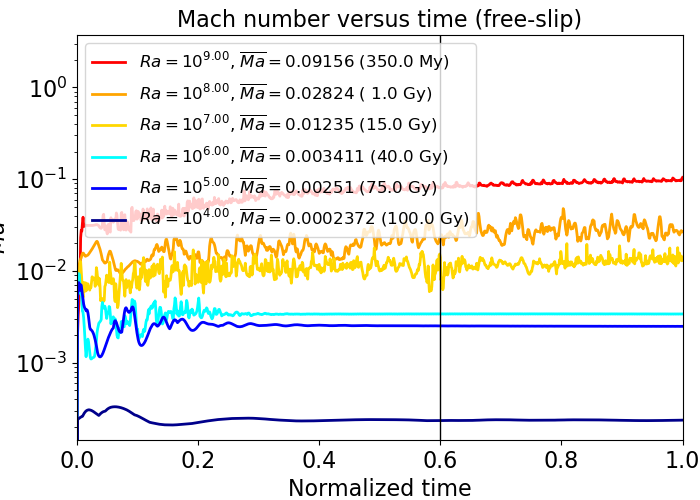 Mach number versus time (free-slip)
Ra = 10^9.00, Ma = 0.09156 (350.0 My)
Ra = 10^8.00, Ma = 0.02824 ( 1.0 Gy)
Ra = 10^7.00, Ma = 0.01235 (15.0 Gy)
Ra = 10^6.00, Ma = 0.003411 (40.0 Gy)
Ra = 10^5.00, Ma = 0.00251 (75.0 Gy)
Ra = 10^4.00, Ma = 0.0002372 (100.0 Gy)
10^0
10^−1
10^−2
10^−3
0.0 0.2 0.4 0.6 0.8 1.0
Normalized time